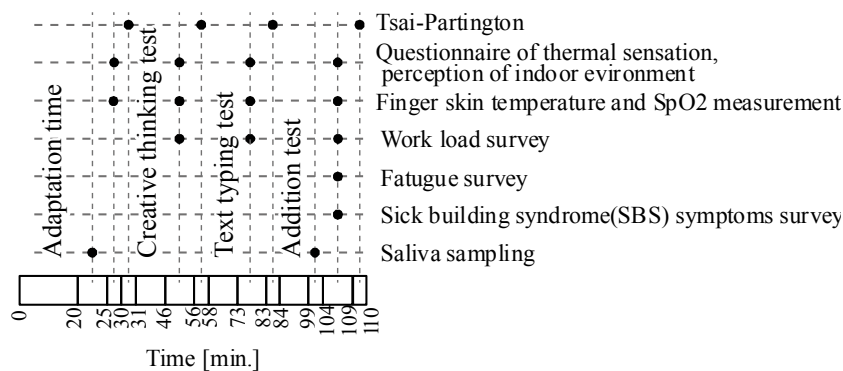 Tsai-Partington
Questionnaire of thermal sensation,
perception of indoor evironment
Finger skin temperature and SpO2 measurement
Work load survey
Fatugue survey
Sick building syndrome(SBS) symptoms survey
Saliva sampling
Adaptation time
Creative thinking test
Text typing test
Addition test
0 20 25 30 31 46 56 58 73 83 84 99 104 109 110
Time [min.]